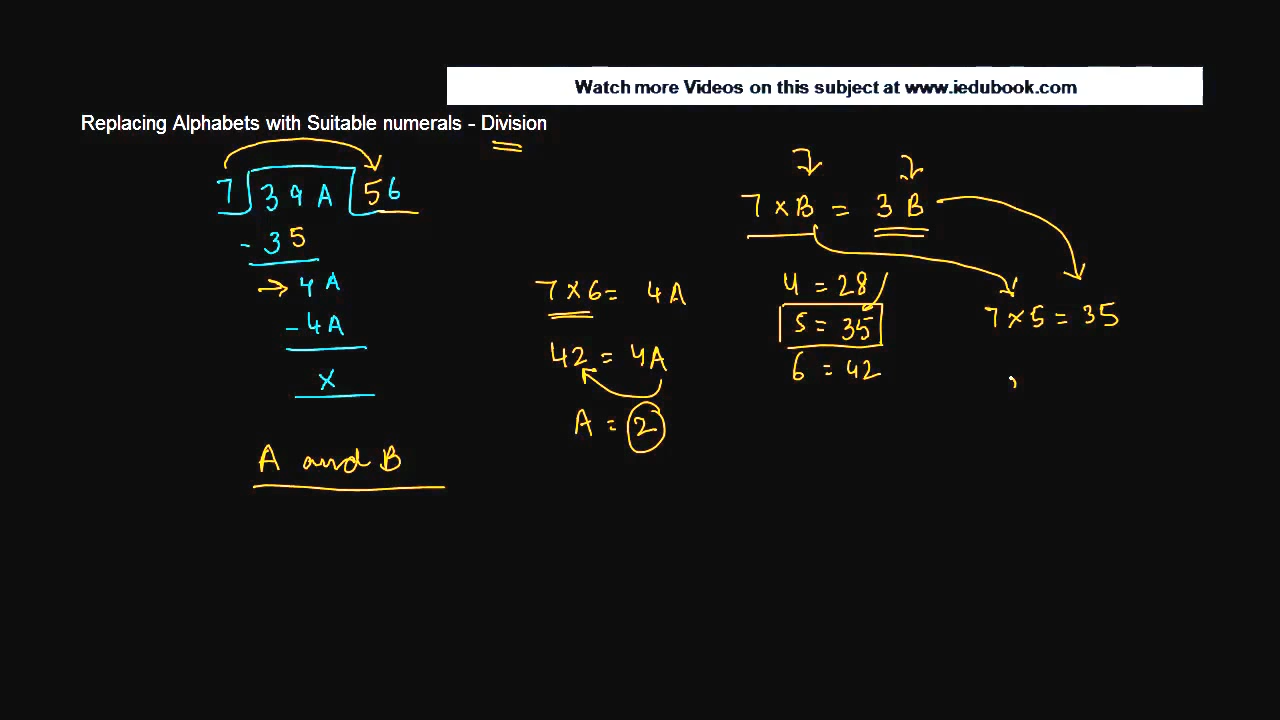 Watch more Videos on this subject at www.iedubook.com
Replacing Alphabets with Suitable numerals - Division
7 39A 56
- 35
4A
- 4A
x
A and B
7 × 6 = 4A
42 = 4A
A = 2
7 × B = 3 B
4 = 28
5 = 35
6 = 42
7 × 5 = 35